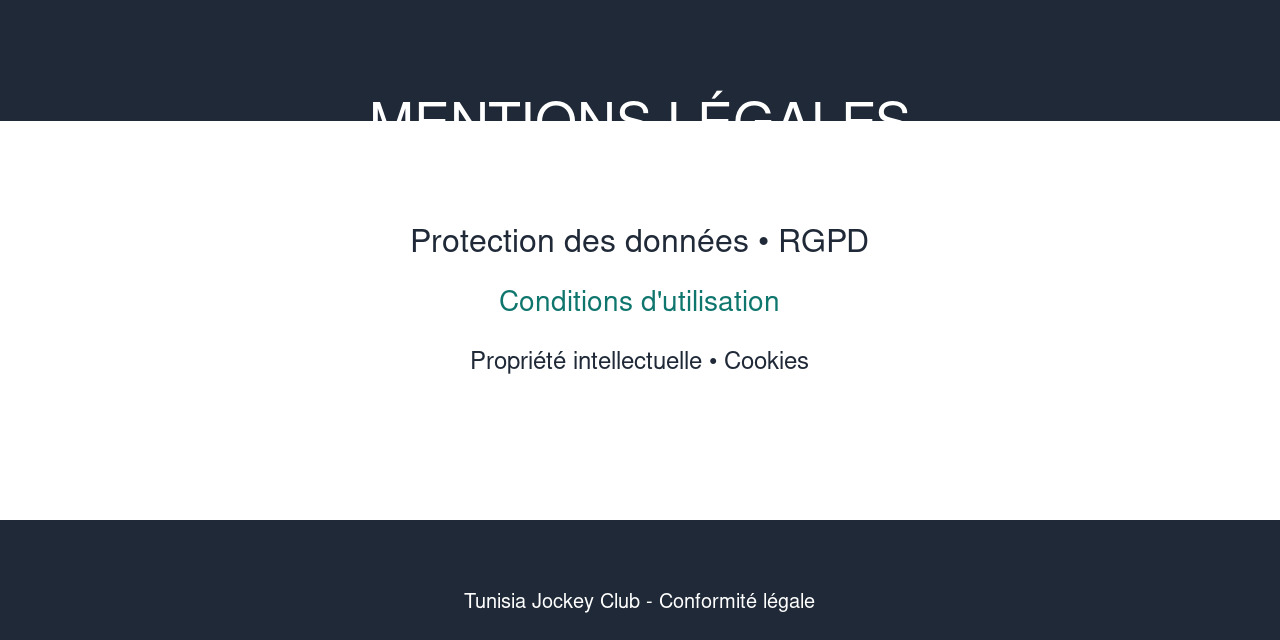 MENTIONS LÉGALES
Protection des données • RGPD
Conditions d'utilisation
Propriété intellectuelle • Cookies
Tunisia Jockey Club - Conformité légale